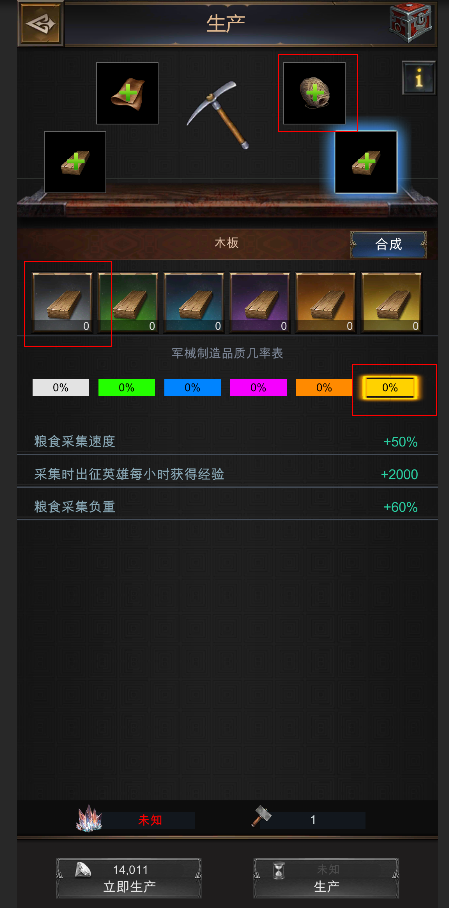 生产
i
木板
合成
0 0 0 0 0 0
军械制造品质几率表
0% 0% 0% 0% 0% 0%
粮食采集速度 +50%
采集时出征英雄每小时获得经验 +2000
粮食采集负重 +60%
未知 1
14,011 未知
立即生产 生产